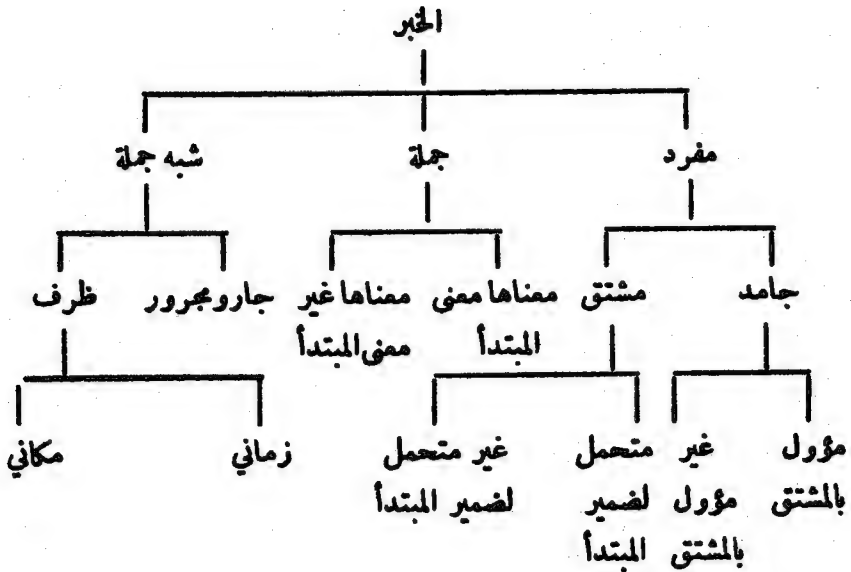 الخبر
مفرد
جملة
شبه جملة
جامد
مشتق
معناها معنى
المبتدأ
معناها غير
معنى المبتدأ
جار ومجرور
ظرف
مؤول
بالمشتق
غير
مؤول
بالمشتق
متحمل
لضمير
المبتدأ
غير متحمل
لضمير المبتدأ
زماني
مكاني